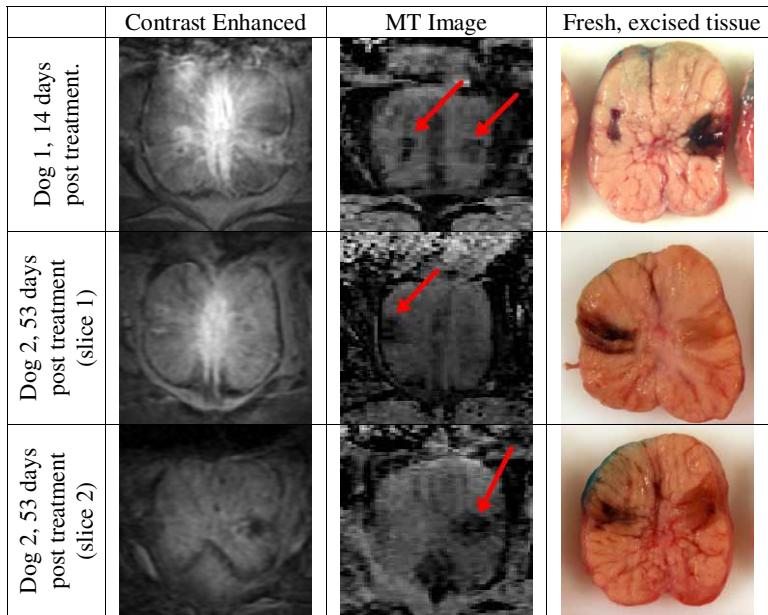 Contrast Enhanced
MT Image
Fresh, excised tissue
Dog 1, 14 days
post treatment.
Dog 2, 53 days
post treatment
(slice 1)
Dog 2, 53 days
post treatment
(slice 2)